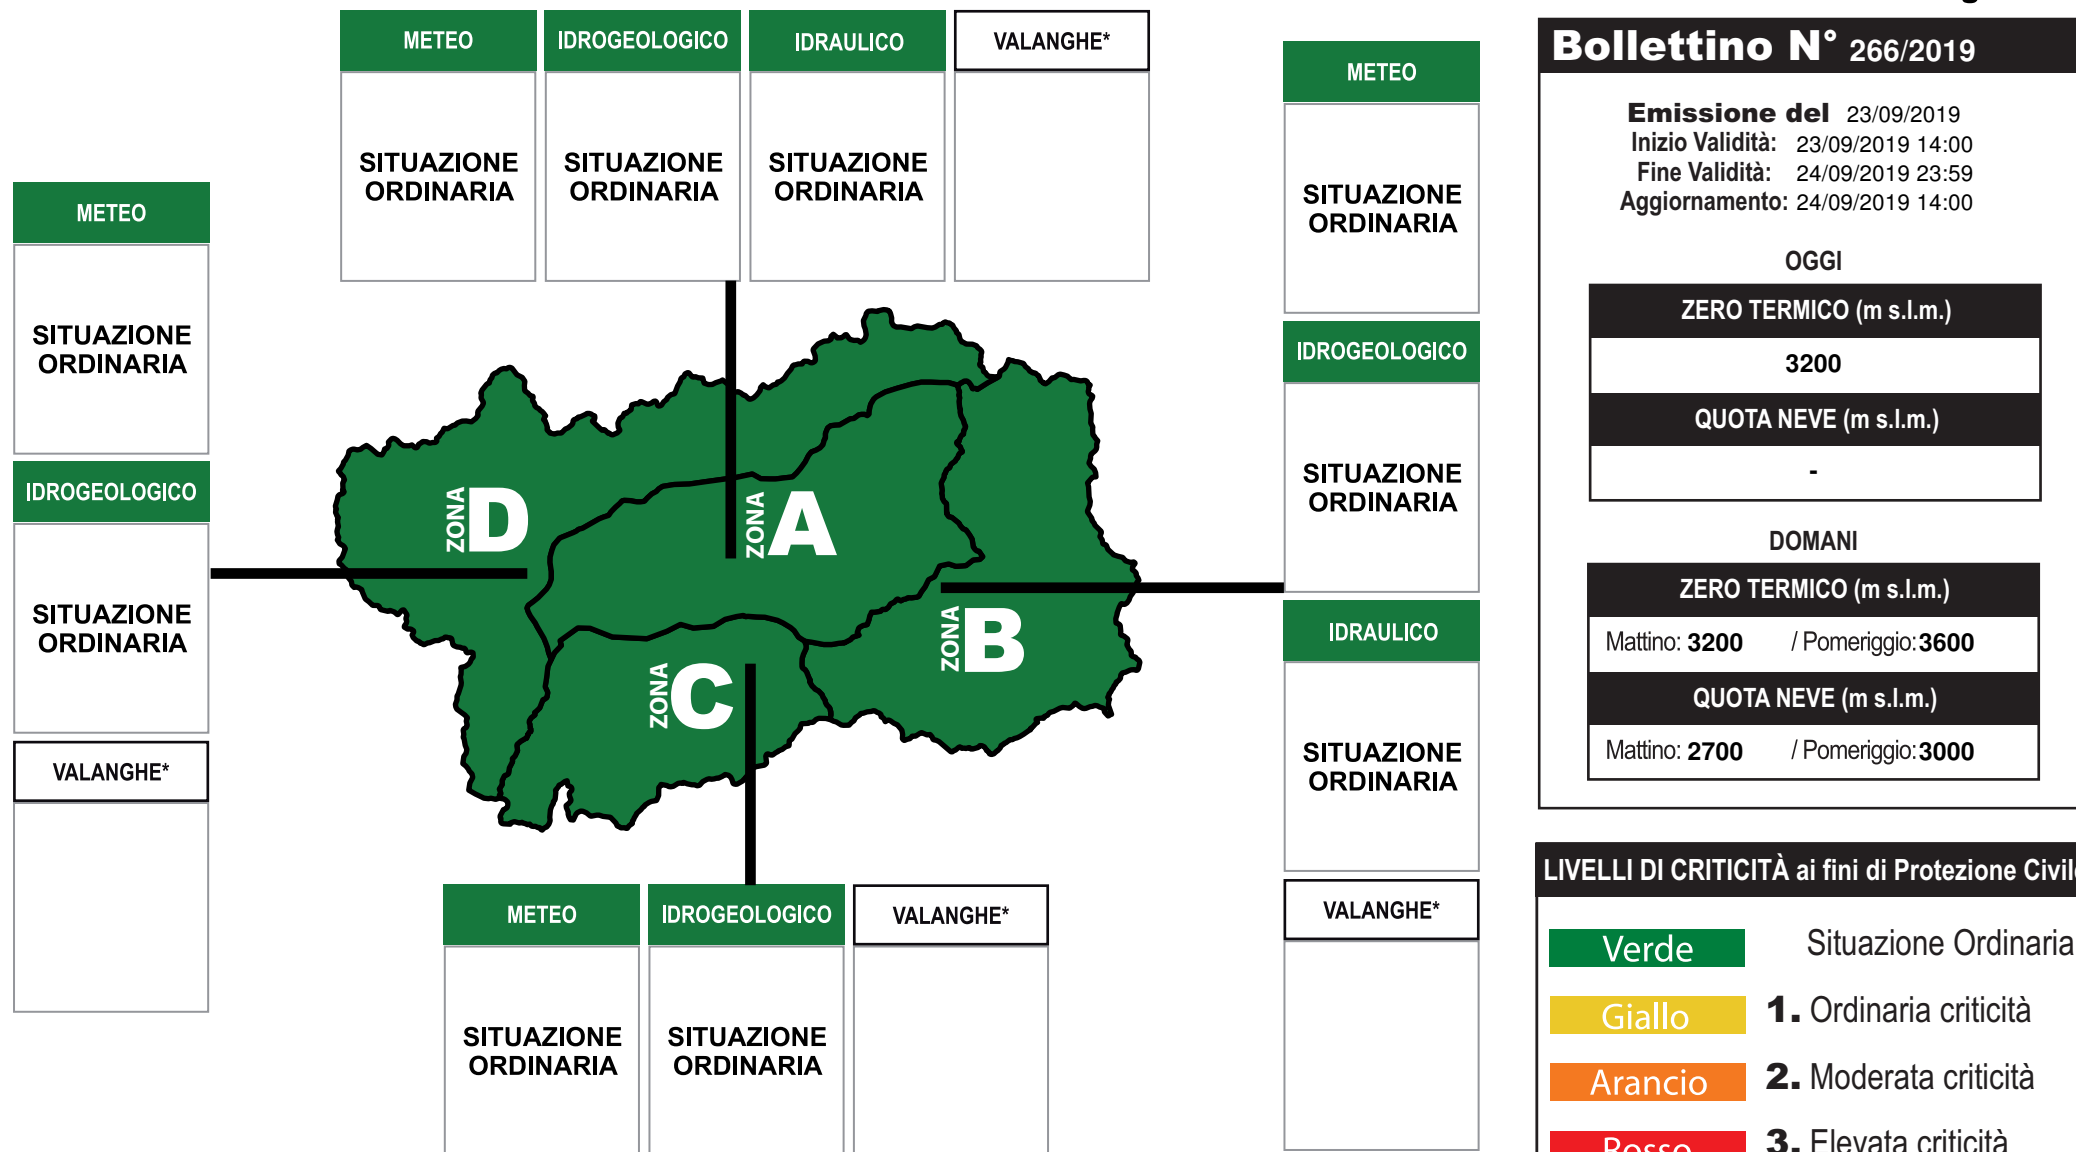 METEO
IDROGEOLOGICO
IDRAULICO
VALANGHE*
SITUAZIONE
ORDINARIA
SITUAZIONE
ORDINARIA
SITUAZIONE
ORDINARIA
METEO
SITUAZIONE
ORDINARIA
IDROGEOLOGICO
SITUAZIONE
ORDINARIA
VALANGHE*
ZONA D
ZONA A
ZONA B
ZONA C
METEO
SITUAZIONE
ORDINARIA
IDROGEOLOGICO
SITUAZIONE
ORDINARIA
IDRAULICO
SITUAZIONE
ORDINARIA
VALANGHE*
METEO
IDROGEOLOGICO
VALANGHE*
SITUAZIONE
ORDINARIA
SITUAZIONE
ORDINARIA
Bollettino N° 266/2019
Emissione del 23/09/2019
Inizio Validità: 23/09/2019 14:00
Fine Validità: 24/09/2019 23:59
Aggiornamento: 24/09/2019 14:00
OGGI
ZERO TERMICO (m s.l.m.)
3200
QUOTA NEVE (m s.l.m.)
-
DOMANI
ZERO TERMICO (m s.l.m.)
Mattino: 3200 / Pomeriggio: 3600
QUOTA NEVE (m s.l.m.)
Mattino: 2700 / Pomeriggio: 3000
LIVELLI DI CRITICITÀ ai fini di Protezione Civile
Verde Situazione Ordinaria
Giallo 1. Ordinaria criticità
Arancio 2. Moderata criticità
Rosso 3. Elevata criticità